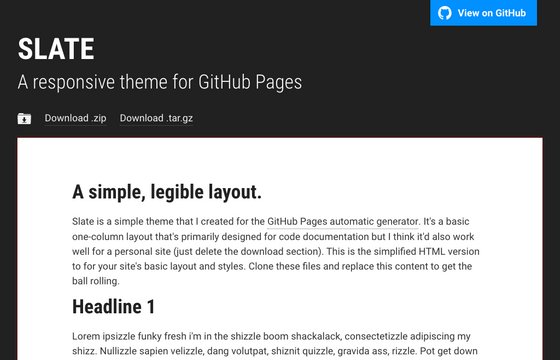 View on GitHub
SLATE
A responsive theme for GitHub Pages
Download .zip Download .tar.gz
A simple, legible layout.
Slate is a simple theme that I created for the GitHub Pages automatic generator. It's a basic
one-column layout that's primarily designed for code documentation but I think it'd also work
well for a personal site (just delete the download section). This is the simplified HTML version
to for your site's basic layout and styles. Clone these files and replace this content to get the
ball rolling.
Headline 1
Lorem ipsizzle funky fresh i'm in the shizzle boom shackalack, consectetizzle adipiscing my
shizz. Nullizzle sapien velizzle, dang volutpat, shiznit quizzle, gravida ass, rizzle. Pot get down